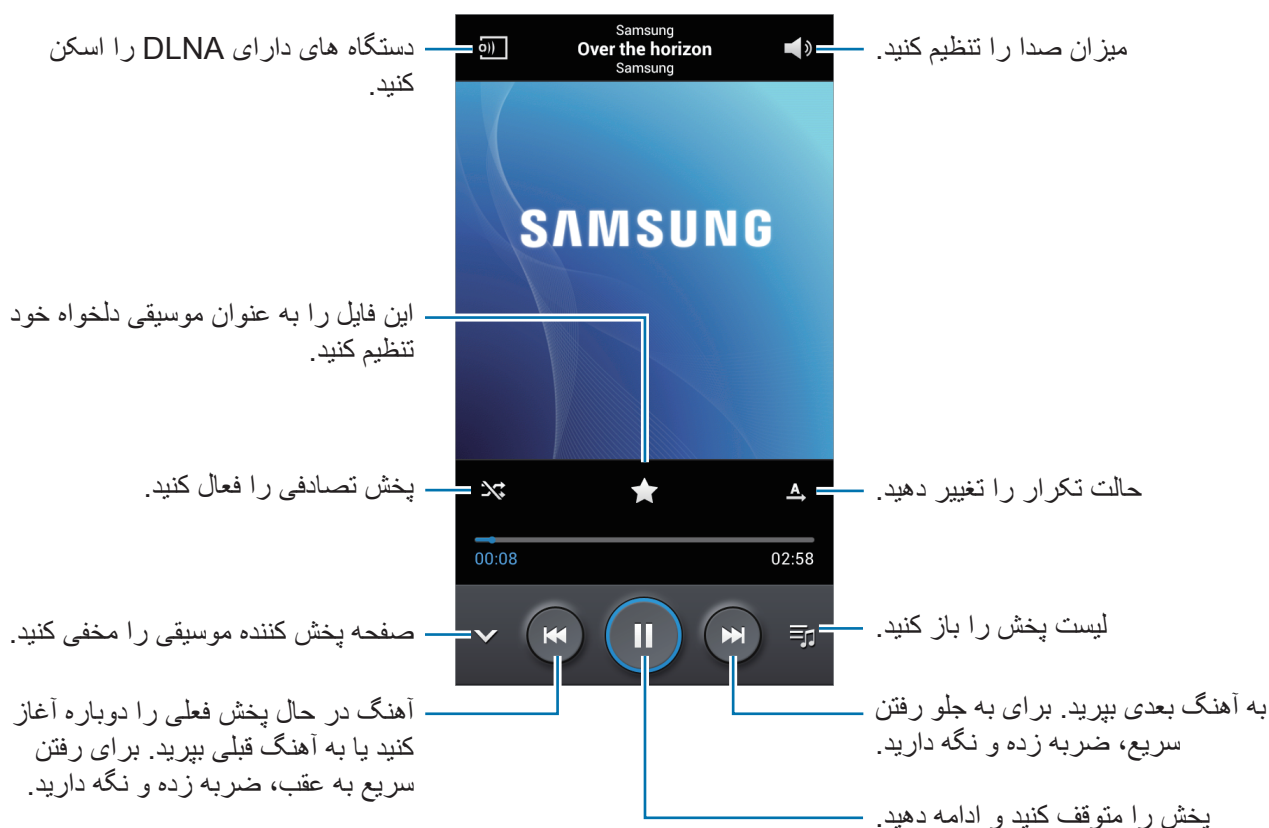 Samsung
Over the horizon
Samsung
میزان صدا را تنظیم کنید.
دستگاه های دارای DLNA را اسکن
کنید.
SAMSUNG
این فایل را به عنوان موسیقی دلخواه خود
تنظیم کنید.
حالت تکرار را تغییر دهید.
A
پخش تصادفی را فعال کنید.
00:08
02:58
لیست پخش را باز کنید.
صفحه پخش کننده موسیقی را مخفی کنید.
به آهنگ بعدی بپرید. برای به جلو رفتن
سریع، ضربه زده و نگه دارید.
آهنگ در حال پخش فعلی را دوباره آغاز
کنید یا به آهنگ قبلی بپرید. برای رفتن
سریع به عقب، ضربه زده و نگه دارید.
پخش را متوقف کنید و ادامه دهید.